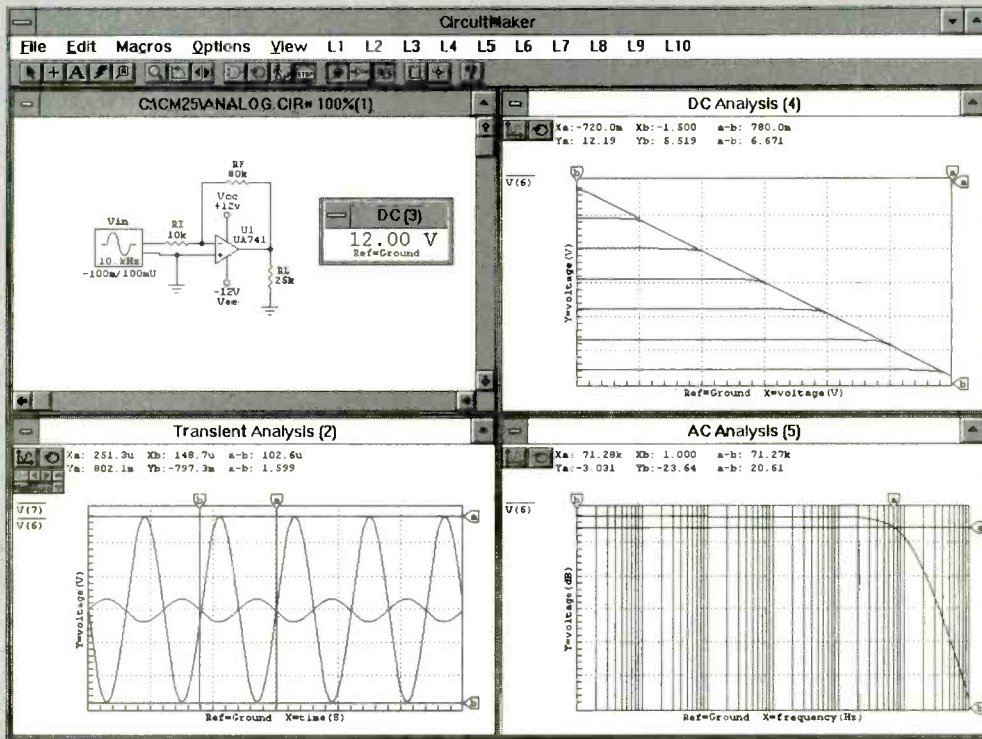 CircuitMaker
File Edit Macros Options View L1 L2 L3 L4 L5 L6 L7 L8 L9 L10
C:\CM25\ANALOG.CIR* 100%(1)
RF
80k
Vcc
+12v
Vin
RI
10k
U1
UA741
10.kHz
-100m/100mU
-12V
Vee
RL
25k
DC (3)
12.00 V
Ref=Ground
DC Analysis (4)
Xa:-720.0m Xb:-1.500 a-b: 780.0m
Ya: 12.19 Yb: 5.519 a-b: 6.671
V(6)
b
a
a
b
Y=voltage(V)
Ref=Ground X=voltage(V)
Transient Analysis (2)
Xa: 251.3u Xb: 148.7u a-b: 102.6u
Ya: 802.1m Yb:-797.3m a-b: 1.599
V(7)
V(6)
b
a
a
b
Y=voltage(V)
Ref=Ground X=time(S)
AC Analysis (5)
Xa: 71.28k Xb: 1.000 a-b: 71.27k
Ya:-3.031 Yb:-23.64 a-b: 20.61
V(6)
b
a
a
b
Y=voltage(dB)
Ref=Ground X=frequency(Hz)